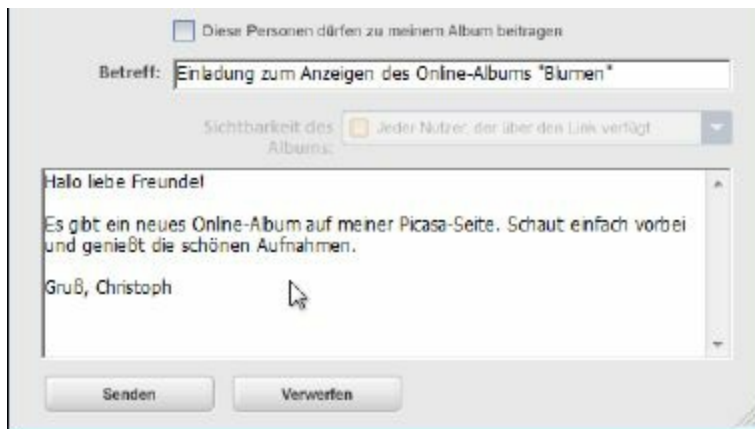 Diese Personen dürfen zu meinem Album beitragen
Betreff: Einladung zum Anzeigen des Online-Albums "Blumen"
Sichtbarkeit des Albums: Jeder Nutzer, der über den Link verfügt
Hallo liebe Freunde!
Es gibt ein neues Online-Album auf meiner Picasa-Seite. Schaut einfach vorbei
und genießt die schönen Aufnahmen.
Gruß, Christoph
Senden Verwerfen